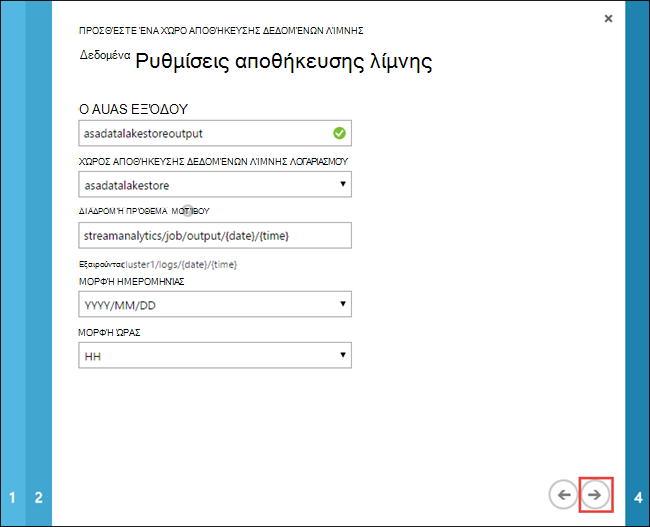 ΠΡΟΣΘΈΣΤΕ ΈΝΑ ΧΏΡΟ ΑΠΟΘΉΚΕΥΣΗΣ ΔΕΔΟΜΈΝΩΝ ΛΊΜΝΗΣ
Δεδομένα Ρυθμίσεις αποθήκευσης λίμνης
Ο AUAS ΕΞΌΔΟΥ
asadatalakestoreoutput
ΧΏΡΟΣ ΑΠΟΘΉΚΕΥΣΗΣ ΔΕΔΟΜΈΝΩΝ ΛΊΜΝΗΣ ΛΟΓΑΡΙΑΣΜΟΎ
asadatalakestore
ΔΙΑΔΡΟΜΉ ΠΡΌΘΕΜΑ ΜΟΤΊΒΟΥ
streamanalytics/job/output/{date}/{time}
Εξαιρούνταςluster1/logs/{date}/{time}
ΜΟΡΦΉ ΗΜΕΡΟΜΗΝΊΑΣ
YYYY/MM/DD
ΜΟΡΦΉ ΏΡΑΣ
HH
1 2 4